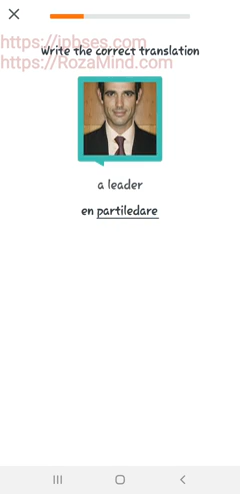 https://ipbses.com
Write the correct translation
https://RozaMind.com
a leader
en partiledare